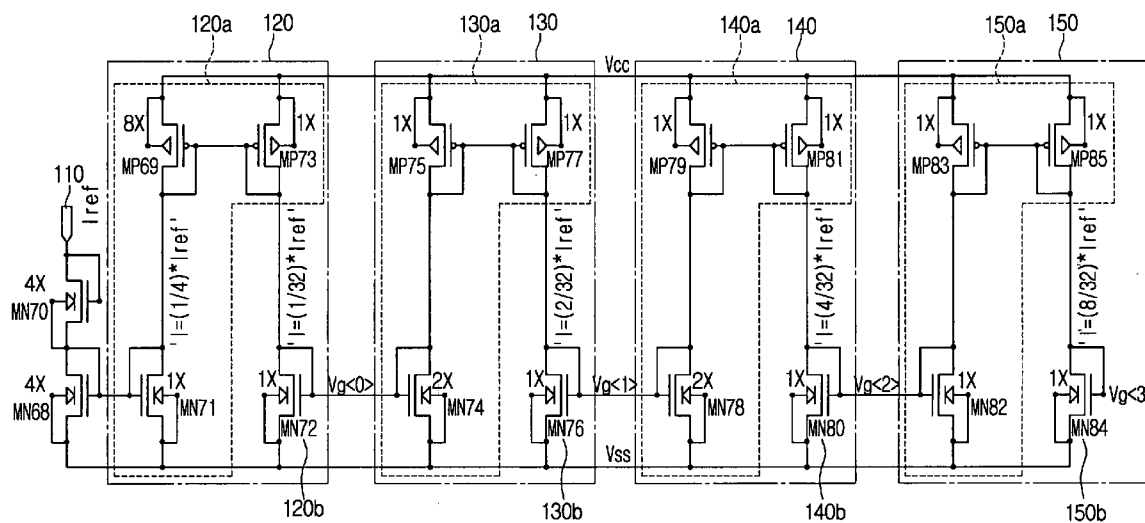 120a 120 130a 130 140a 140 150a 150
Vcc
8X 1X 1X 1X 1X 1X 1X 1X
MP69 MP73 MP75 MP77 MP79 MP81 MP83 MP85
110
Iref
'I=(1/4)*Iref'
'I=(1/32)*Iref'
'I=(2/32)*Iref'
'I=(4/32)*Iref'
'I=(8/32)*Iref'
4X
MN70
4X 1X 1X Vg<0> 2X 1X Vg<1> 2X 1X Vg<2> 1X 1X Vg<3
MN68 MN71 MN72 MN74 MN76 MN78 MN80 MN82 MN84
Vss
120b 130b 140b 150b